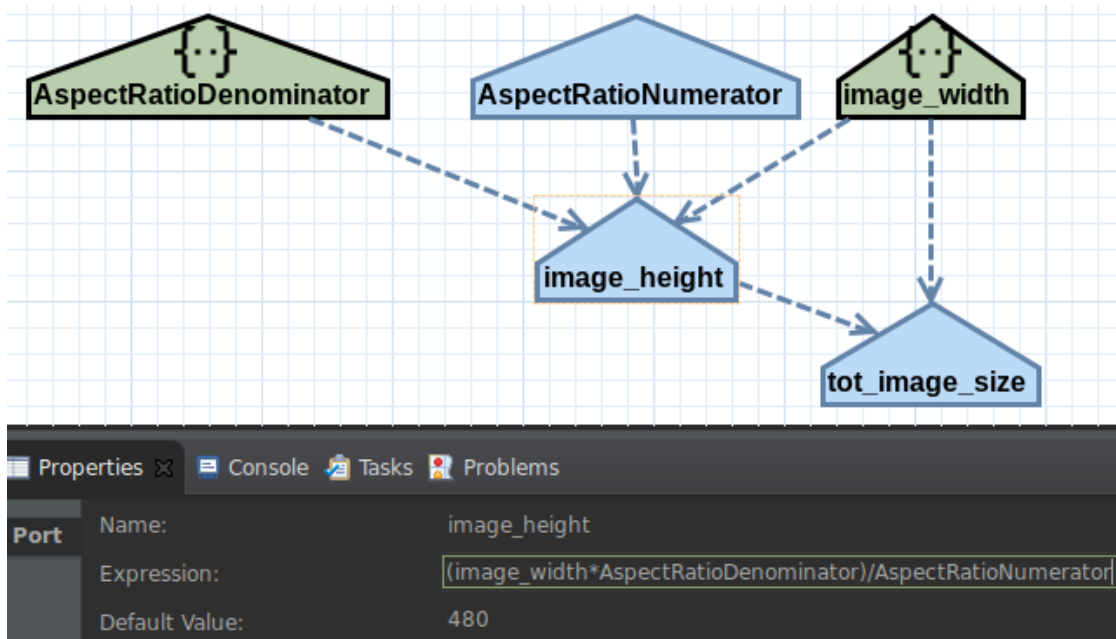 {··} {··}
AspectRatioDenominator AspectRatioNumerator image_width
image_height
tot_image_size
Properties Console Tasks Problems
Port
Name: image_height
Expression: (image_width*AspectRatioDenominator)/AspectRatioNumerator
Default Value: 480